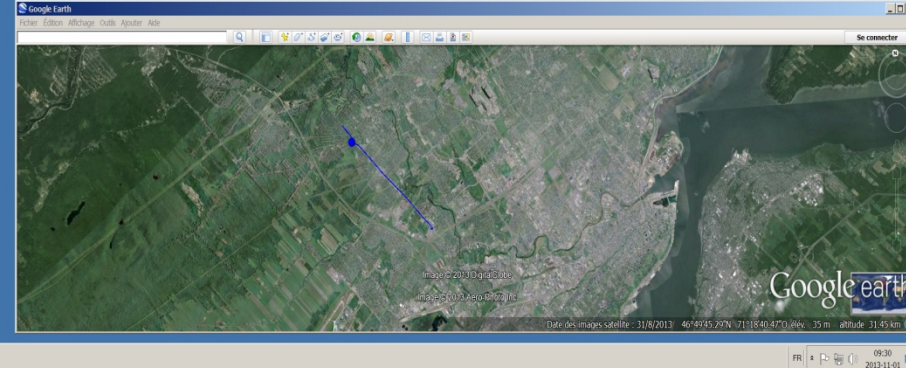 Google Earth
Fichier Édition Affichage Outils Ajouter Aide
Se connecter
N
Image © 2013 DigitalGlobe
Image © 2013 Aero-Photo Inc
Google earth
Date des images satellite : 31/8/2013 46°49'45.29"N 71°18'40.47"O élév. 35 m altitude 31.45 km
FR
09:30
2013-11-01